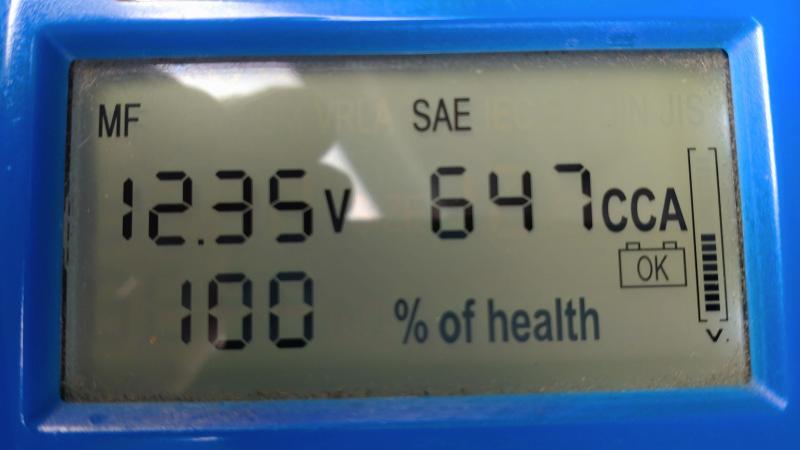 MF SAE
12.35V 647CCA
OK
100 % of health
V